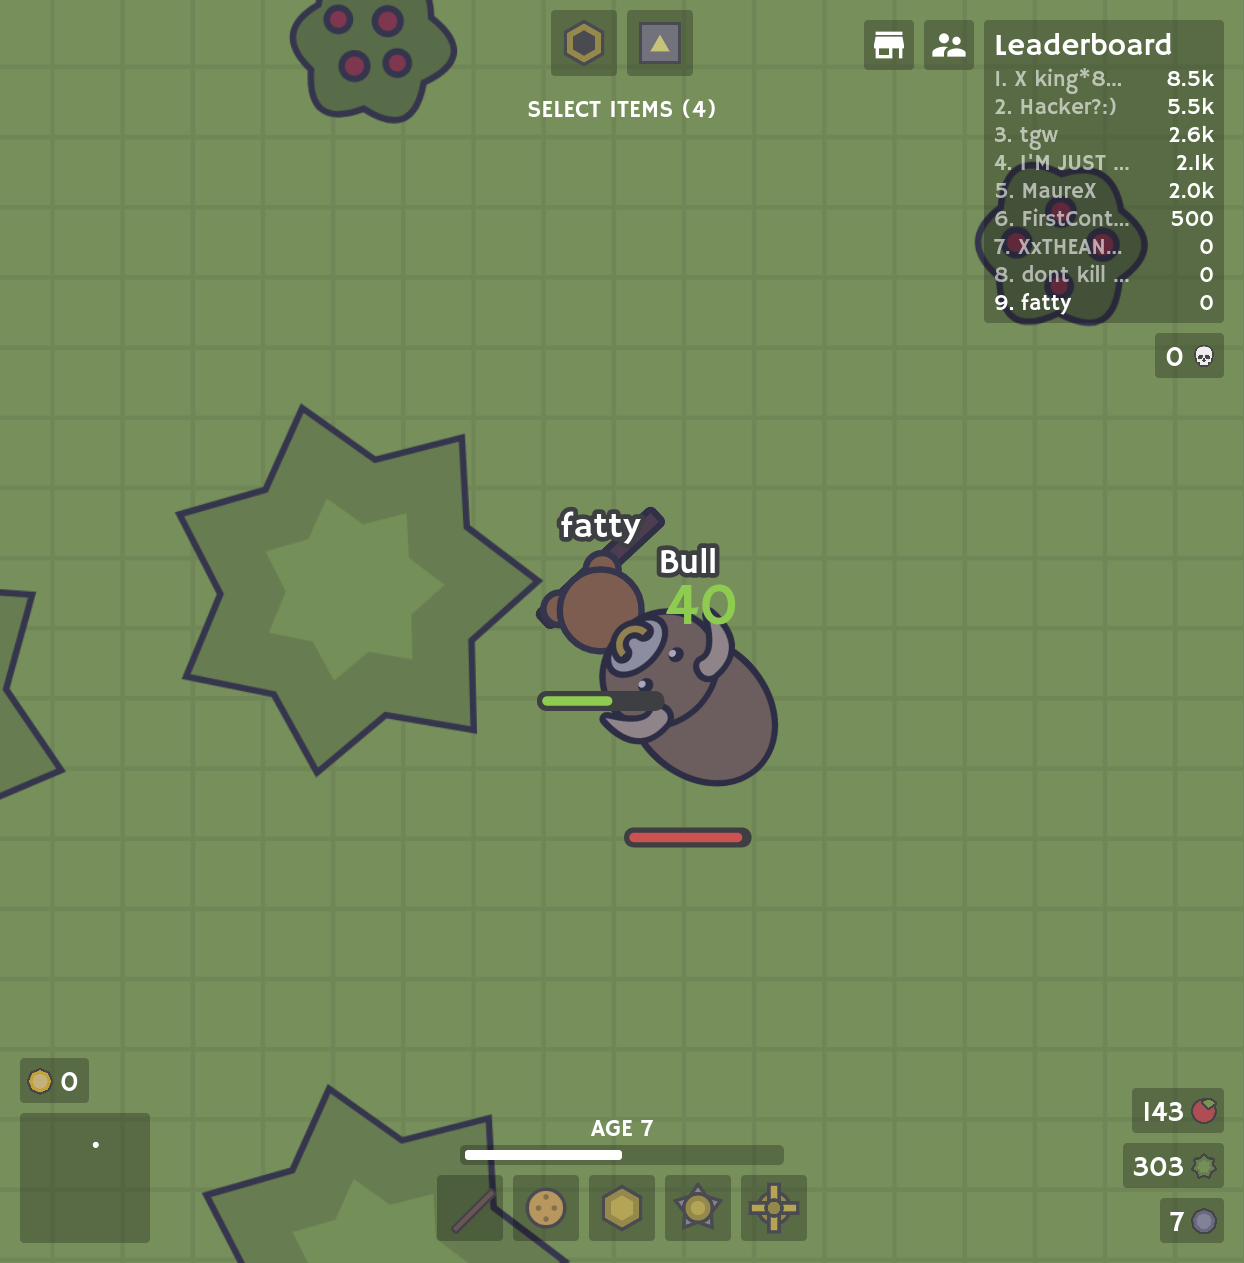 SELECT ITEMS (4)
Leaderboard
1. X king*8... 8.5k
2. Hacker?:) 5.5k
3. tgw 2.6k
4. I'M JUST ... 2.1k
5. MaureX 2.0k
6. FirstCont... 500
7. XxTHEAN... 0
8. dont kill ... 0
9. fatty 0
0
fatty
Bull
40
0
143
AGE 7
303
7